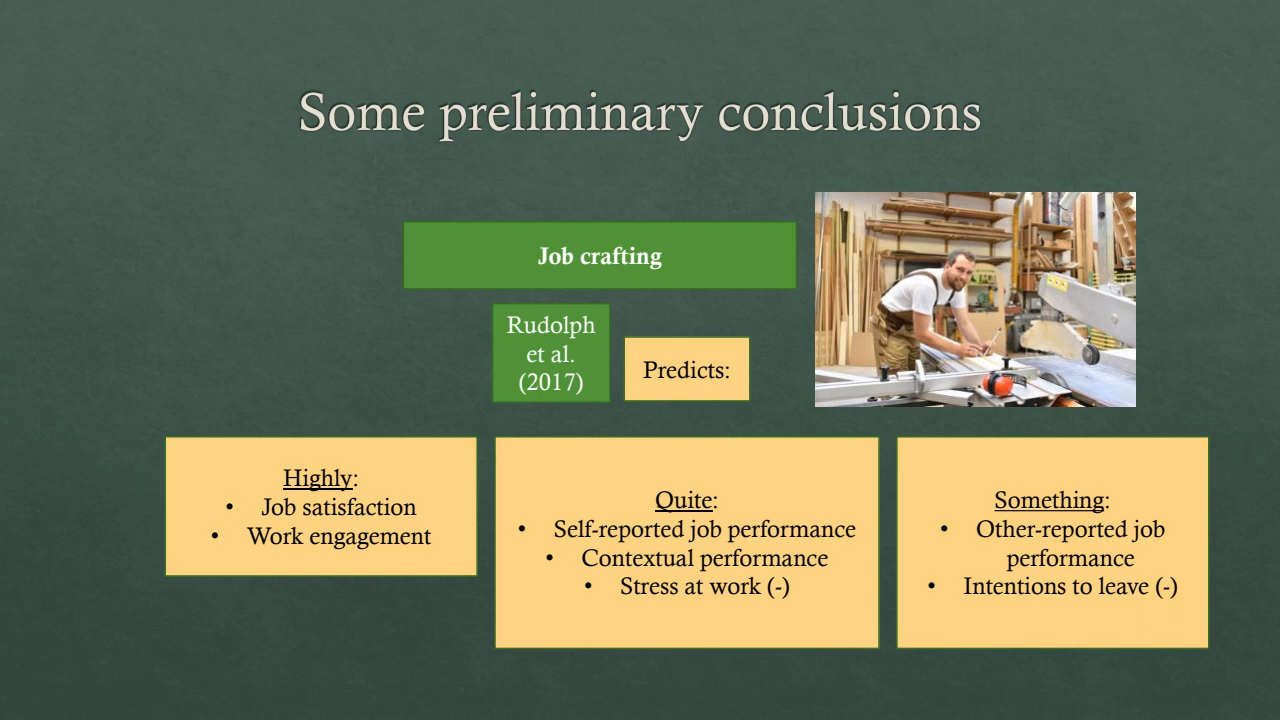 Some preliminary conclusions
Job crafting
Rudolph
et al.
(2017)
Predicts:
Highly:
• Job satisfaction
• Work engagement
Quite:
• Self-reported job performance
• Contextual performance
• Stress at work (-)
Something:
• Other-reported job
performance
• Intentions to leave (-)